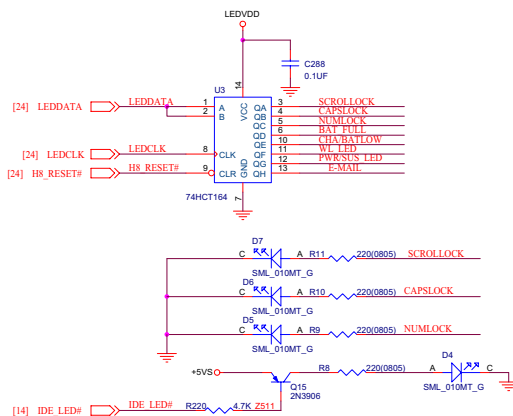 LEDVDD
C288
0.1UF
U3
14
VCC
[24] LEDDATA LEDDATA 1 A QA 3 SCROLLOCK
2 B QB 4 CAPSLOCK
QC 5 NUMLOCK
QD 6 BAT_FULL
QE 10 CHA/BATLOW
[24] LEDCLK LEDCLK 8 CLK QF 11 WL_LED
QG 12 PWR/SUS_LED
[24] H8_RESET# H8_RESET# 9 CLR QH 13 E-MAIL
GND
74HCT164
7
D7
C A R11 220(0805) SCROLLOCK
SML_010MT_G
D6
C A R10 220(0805) CAPSLOCK
SML_010MT_G
D5
C A R9 220(0805) NUMLOCK
SML_010MT_G
+5VS R8 220(0805) D4
A C
Q15
2N3906
SML_010MT_G
[14] IDE_LED# IDE_LED# R220 4.7K Z511